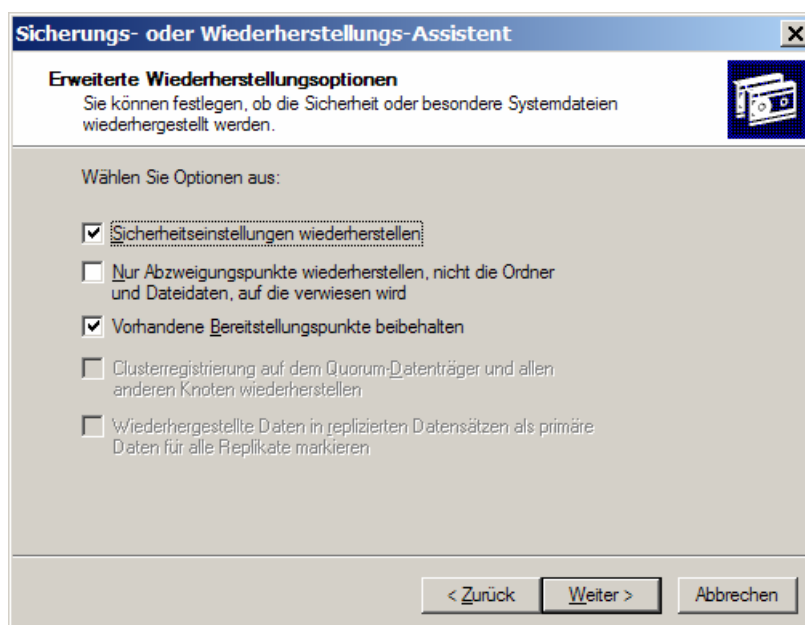 Sicherungs- oder Wiederherstellungs-Assistent
Erweiterte Wiederherstellungsoptionen
Sie können festlegen, ob die Sicherheit oder besondere Systemdateien
wiederhergestellt werden.
Wählen Sie Optionen aus:
Sicherheitseinstellungen wiederherstellen
Nur Abzweigungspunkte wiederherstellen, nicht die Ordner
und Dateidaten, auf die verwiesen wird
Vorhandene Bereitstellungspunkte beibehalten
Clusterregistrierung auf dem Quorum-Datenträger und allen
anderen Knoten wiederherstellen
Wiederhergestellte Daten in replizierten Datensätzen als primäre
Daten für alle Replikate markieren
< Zurück Weiter > Abbrechen